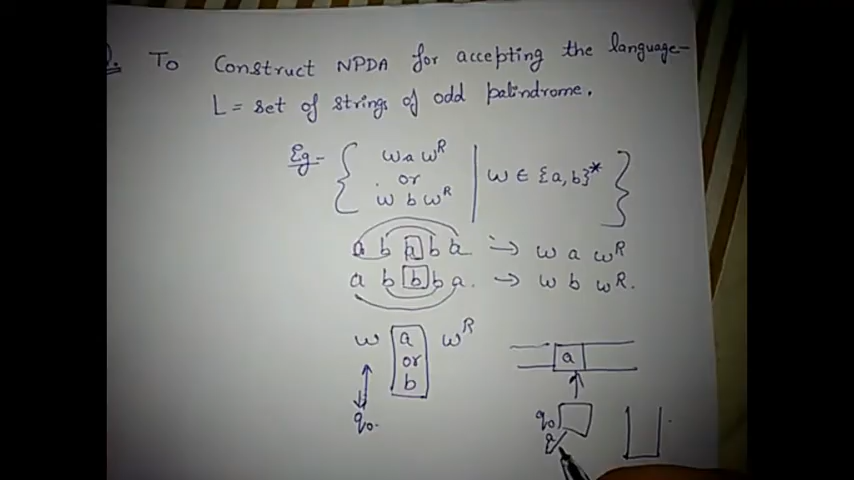 Q. To Construct NPDA for accepting the language-
L = set of strings of odd palindrome.
Eg- { w a w^R or w b w^R | w ∈ {a, b}* }
a b a b a → w a w^R
a b b b a. → w b w^R.
w a or b w^R
q₀.
a
q₀